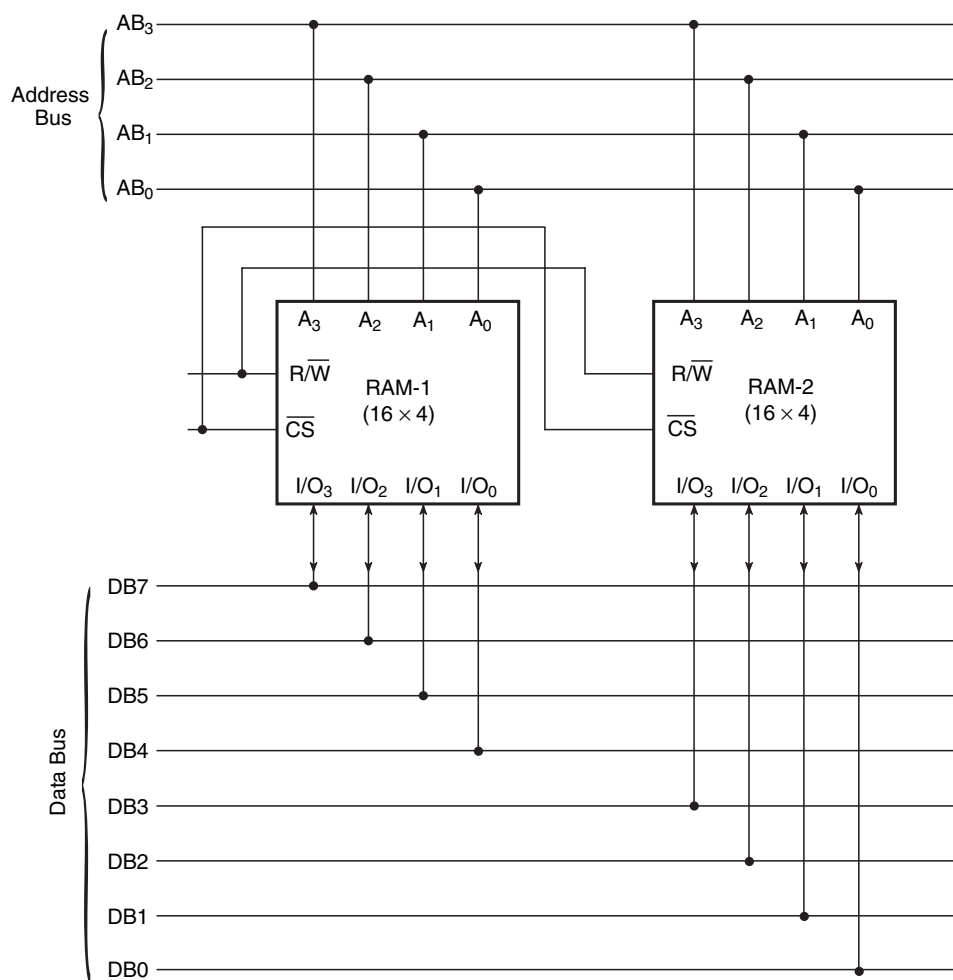 AB₃
AB₂
Address
Bus
AB₁
AB₀
A₃ A₂ A₁ A₀
R/W̅
RAM-1
(16 × 4)
C̅S̅
I/O₃ I/O₂ I/O₁ I/O₀
A₃ A₂ A₁ A₀
R/W̅
RAM-2
(16 × 4)
C̅S̅
I/O₃ I/O₂ I/O₁ I/O₀
DB7
DB6
DB5
DB4
Data Bus
DB3
DB2
DB1
DB0